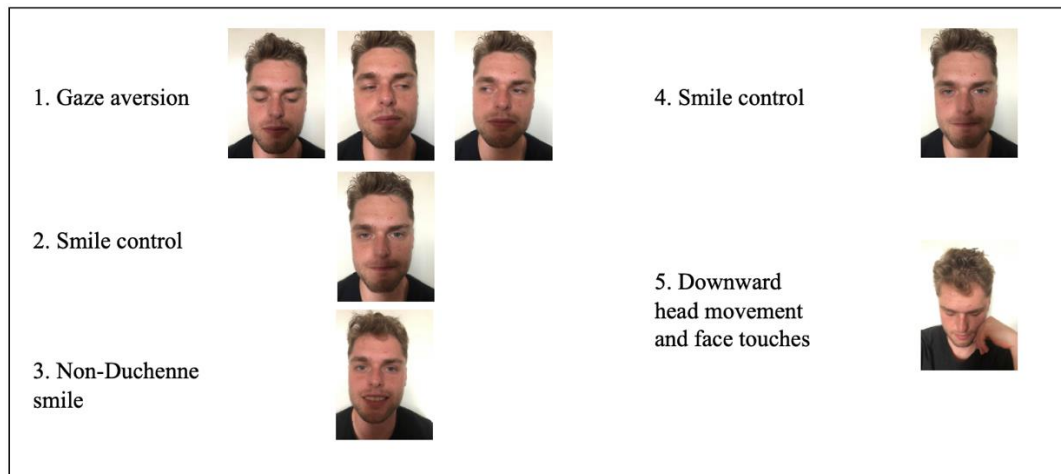 1. Gaze aversion
2. Smile control
3. Non-Duchenne
smile
4. Smile control
5. Downward
head movement
and face touches